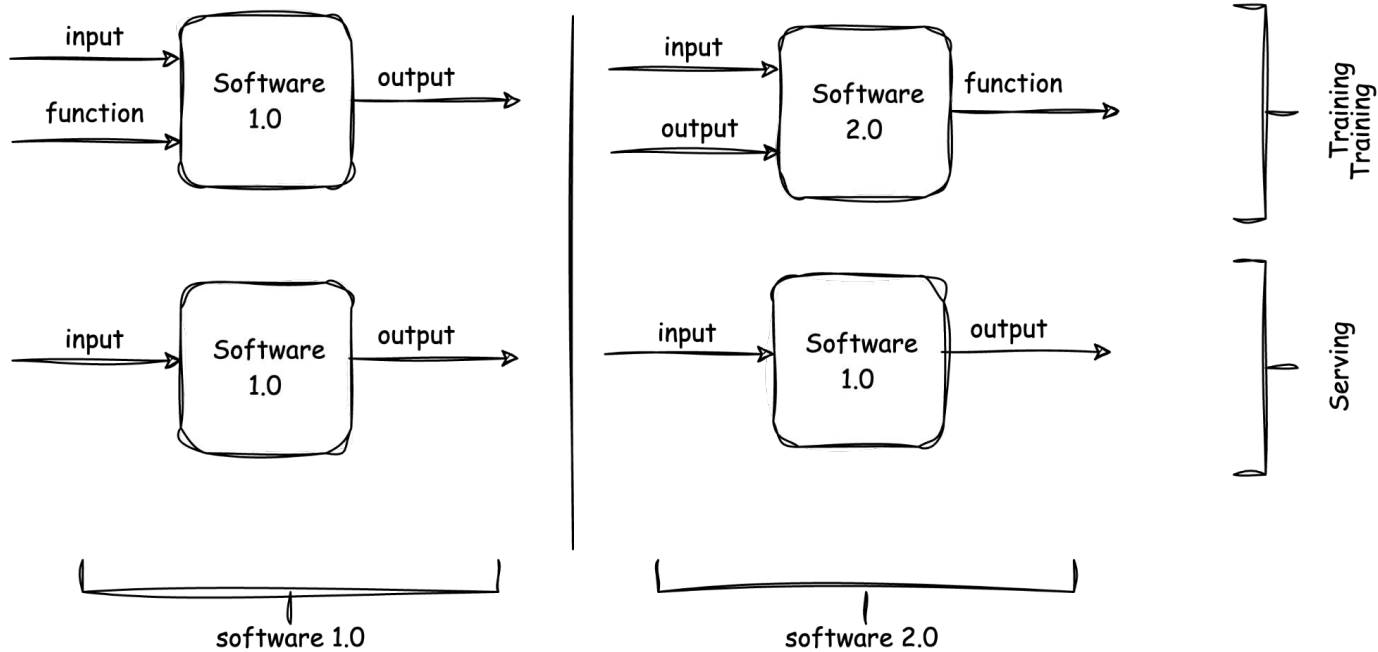 input
function
Software
1.0
output
input
output
Software
2.0
function
Training
Training
input
Software
1.0
output
input
Software
1.0
output
Serving
software 1.0
software 2.0